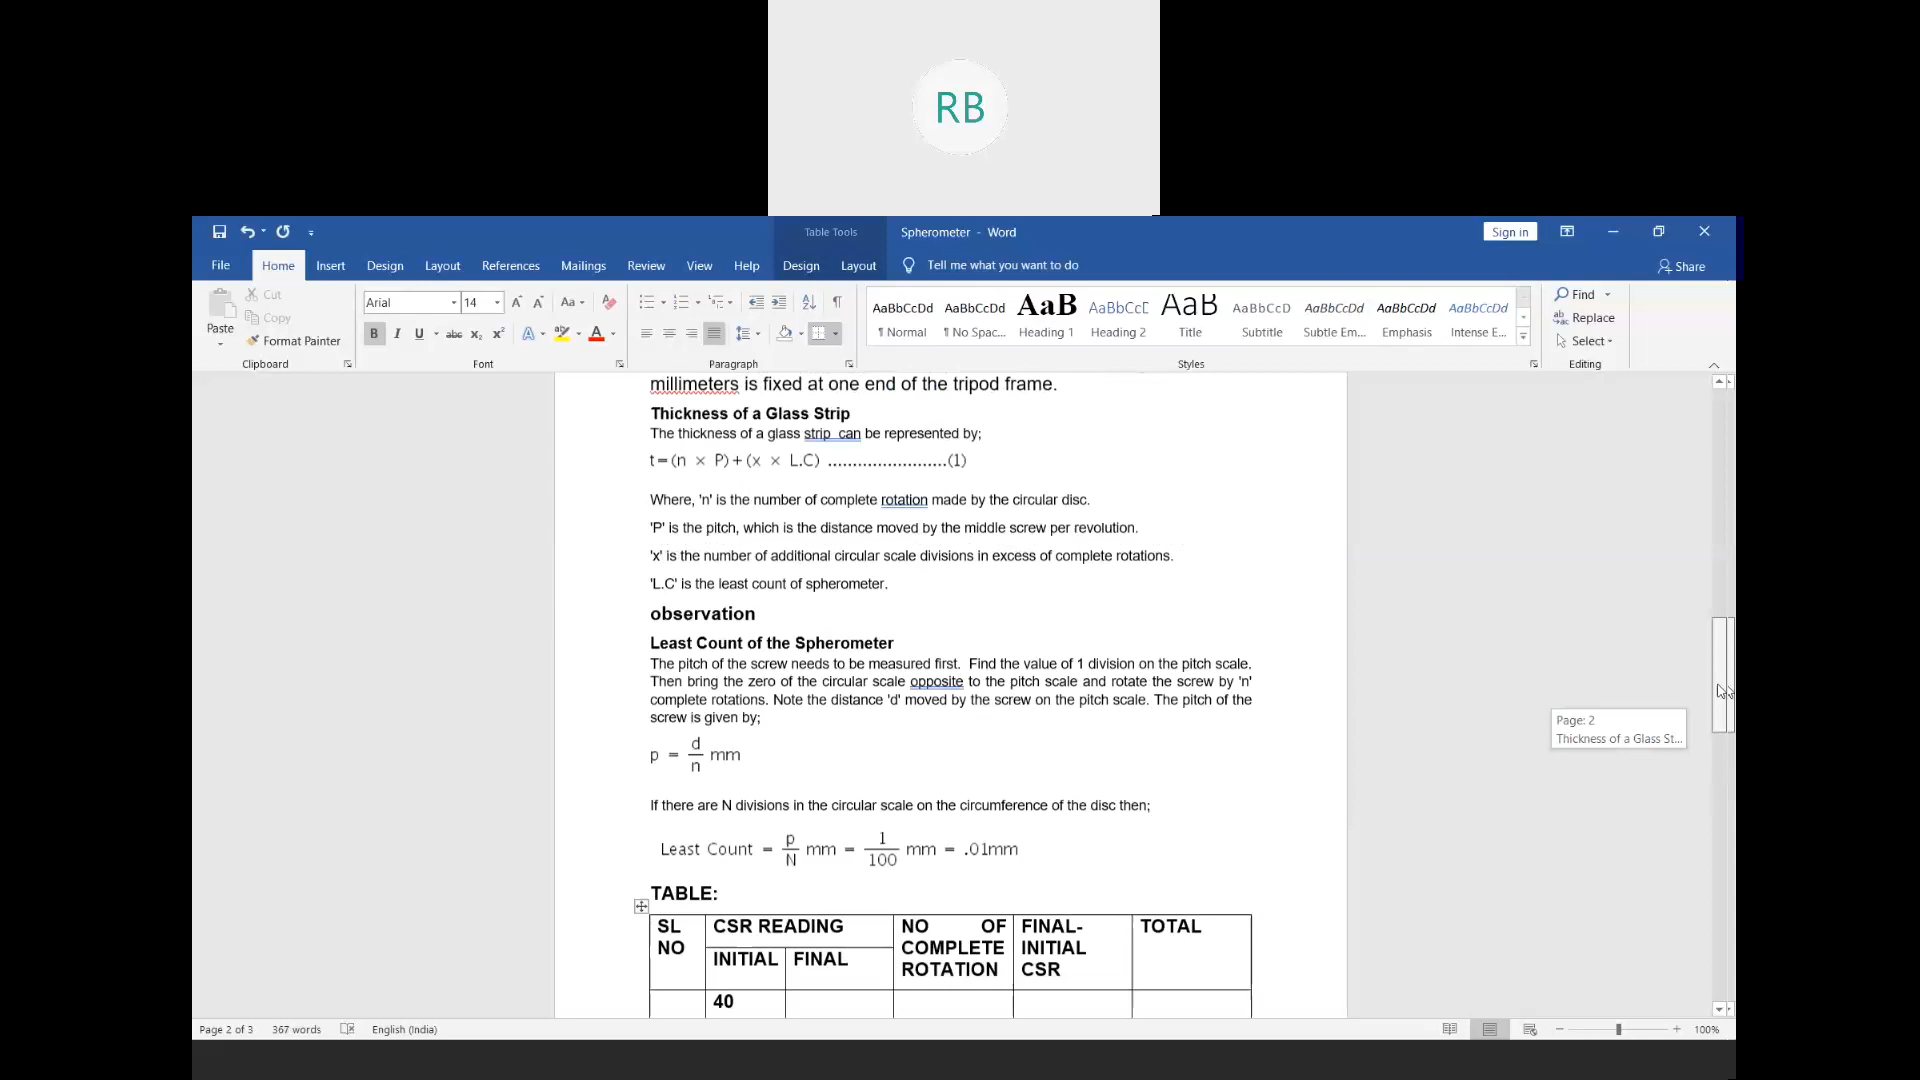 RB
Table Tools
Spherometer - Word
Sign in
File Home Insert Design Layout References Mailings Review View Help Design Layout Tell me what you want to do
Share
Paste
Cut
Copy
Format Painter
Clipboard
Arial 14
Font
Paragraph
AaBbCcDd AaBbCcDd AaB AaBbCcE AaB AaBbCcD AaBbCcDd AaBbCcDd AaBbCcDd
¶ Normal ¶ No Spac... Heading 1 Heading 2 Title Subtitle Subtle Em... Emphasis Intense E...
Styles
Find
Replace
Select
Editing
millimeters is fixed at one end of the tripod frame.
Thickness of a Glass Strip
The thickness of a glass strip can be represented by;
t=(n × P)+(x × L.C) ........................(1)
Where, 'n' is the number of complete rotation made by the circular disc.
'P' is the pitch, which is the distance moved by the middle screw per revolution.
'x' is the number of additional circular scale divisions in excess of complete rotations.
'L.C' is the least count of spherometer.
observation
Least Count of the Spherometer
The pitch of the screw needs to be measured first. Find the value of 1 division on the pitch scale.
Then bring the zero of the circular scale opposite to the pitch scale and rotate the screw by 'n'
complete rotations. Note the distance 'd' moved by the screw on the pitch scale. The pitch of the
screw is given by;
p = d/n mm
If there are N divisions in the circular scale on the circumference of the disc then;
Least Count = p/N mm = 1/100 mm = .01mm
TABLE:
SL NO
CSR READING
INITIAL FINAL
NO OF COMPLETE ROTATION
FINAL-INITIAL CSR
TOTAL
40
Page: 2
Thickness of a Glass St...
Page 2 of 3 367 words English (India) 100%